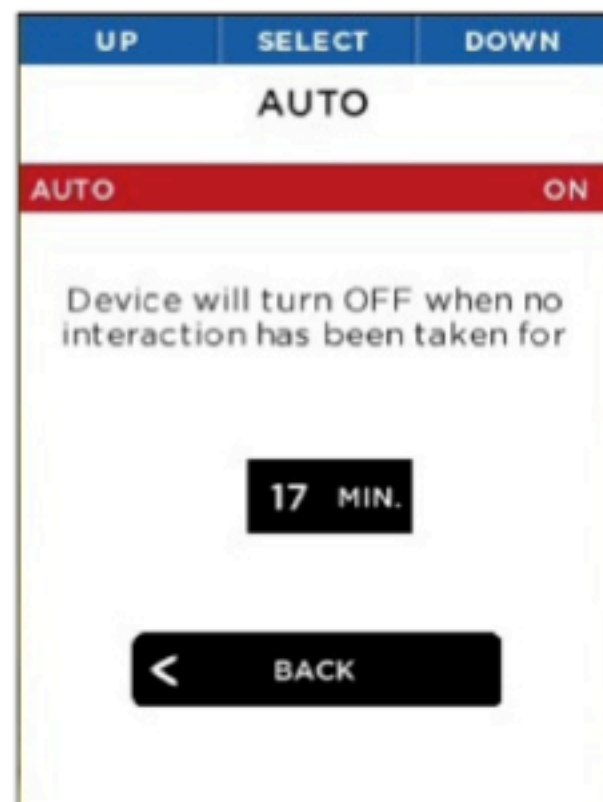 UP SELECT DOWN
AUTO
AUTO ON
Device will turn OFF when no
interaction has been taken for
17 MIN.
< BACK